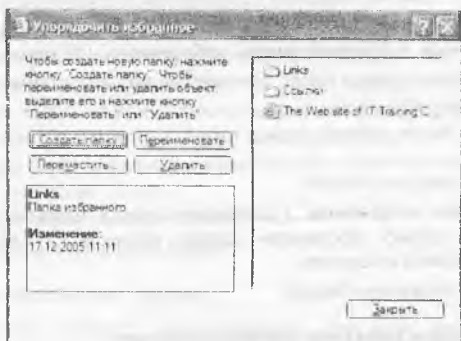 Упорядочить избранное
Чтобы создать новую папку, нажмите
кнопку "Создать папку". Чтобы
переименовать или удалить объект,
выделите его и нажмите кнопку
"Переименовать" или "Удалить".
Создать папку
Переименовать
Переместить...
Удалить
Links
Папка избранного
Изменение:
17.12.2005 11:11
Links
Ссылки
The Web site of IT Training C...
Закрыть